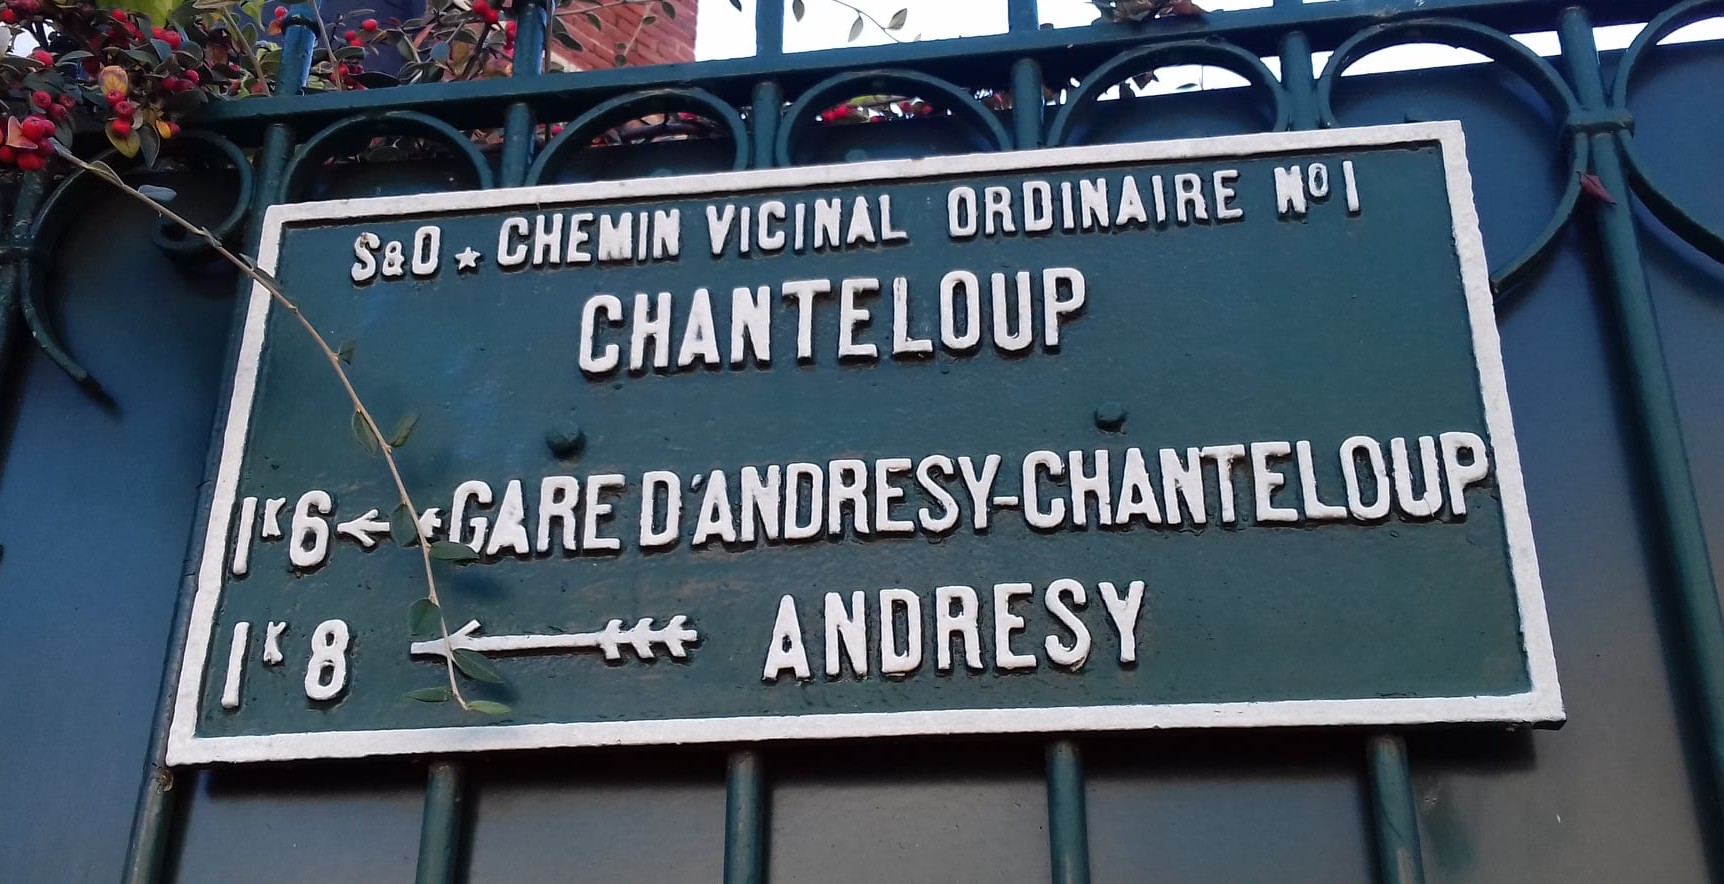 S&O ★ CHEMIN VICINAL ORDINAIRE Nº 1
CHANTELOUP
1K6 ← GARE D'ANDRESY-CHANTELOUP
1K8 ← ANDRESY